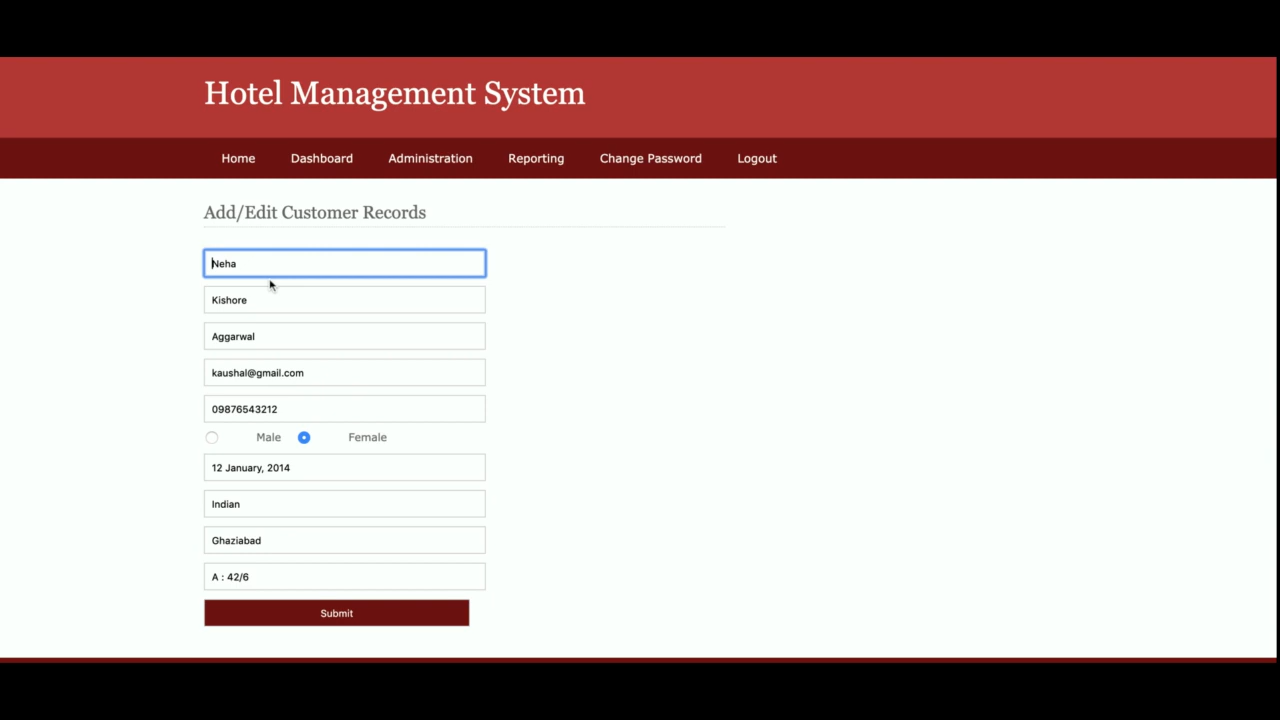 Hotel Management System
Home Dashboard Administration Reporting Change Password Logout
Add/Edit Customer Records
Neha
Kishore
Aggarwal
kaushal@gmail.com
09876543212
Male Female
12 January, 2014
Indian
Ghaziabad
A : 42/6
Submit